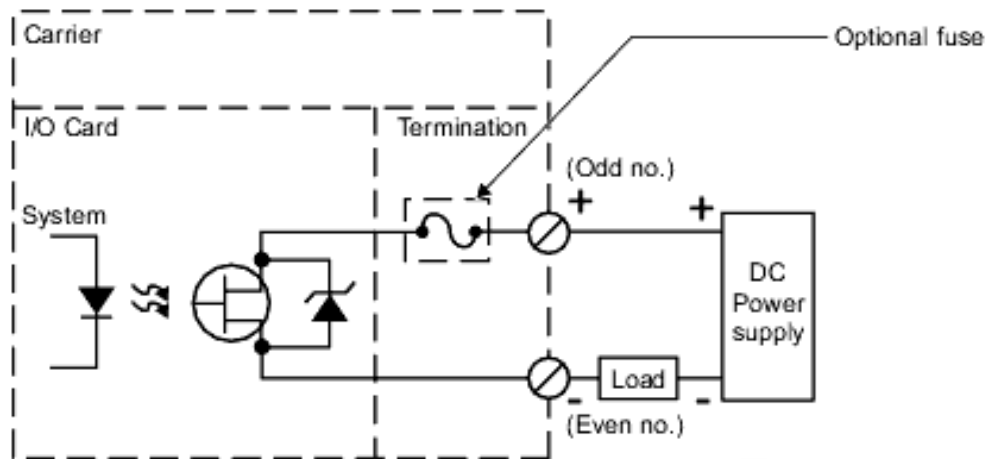 Carrier
Optional fuse
I/O Card
Termination
(Odd no.)
System
+
+
DC
Power
supply
Load
-
-
(Even no.)